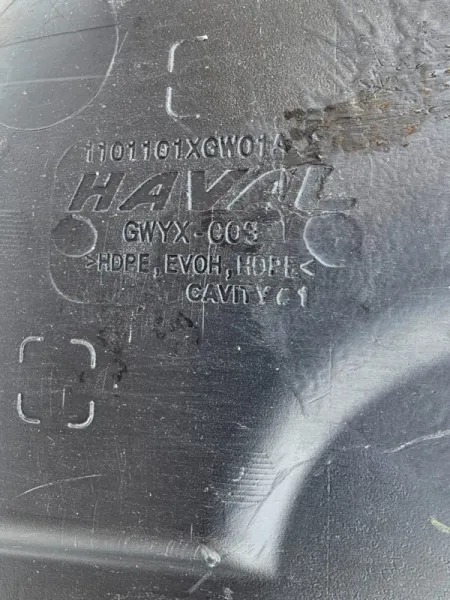 1101101XGW01A
HAVAL
GWYX-003
>HDPE, EVOH, HDPE<
CAVITY 1